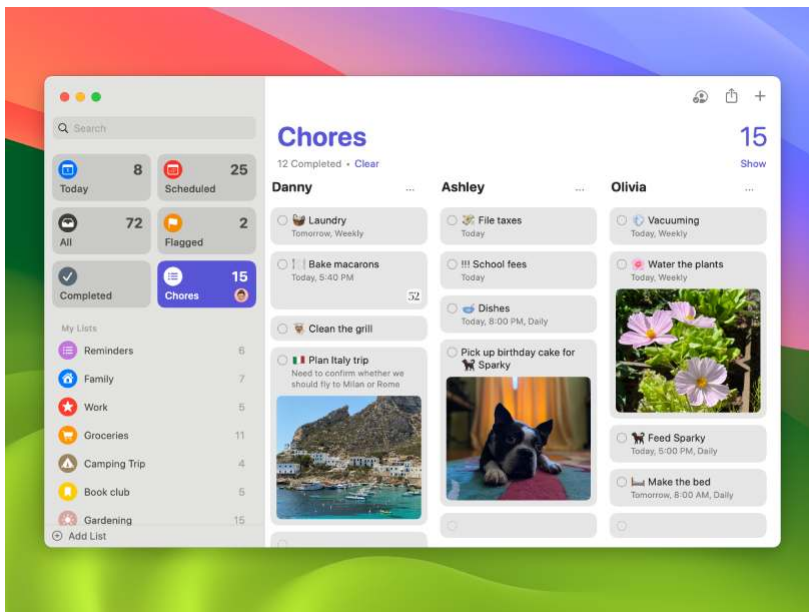 Search
8
Today
25
Scheduled
72
All
2
Flagged
Completed
15
Chores
My Lists
Reminders 6
Family 7
Work 5
Groceries 11
Camping Trip 4
Book club 5
Gardening 15
Add List
Chores
15
12 Completed • Clear
Show
Danny ...
Laundry
Tomorrow, Weekly
Bake macarons
Today, 5:40 PM
52
Clean the grill
Plan Italy trip
Need to confirm whether we
should fly to Milan or Rome
Ashley ...
File taxes
Today
!!! School fees
Today
Dishes
Today, 8:00 PM, Daily
Pick up birthday cake for
Sparky
Olivia ...
Vacuuming
Today, Weekly
Water the plants
Today, Weekly
Feed Sparky
Today, 5:00 PM, Daily
Make the bed
Tomorrow, 8:00 AM, Daily